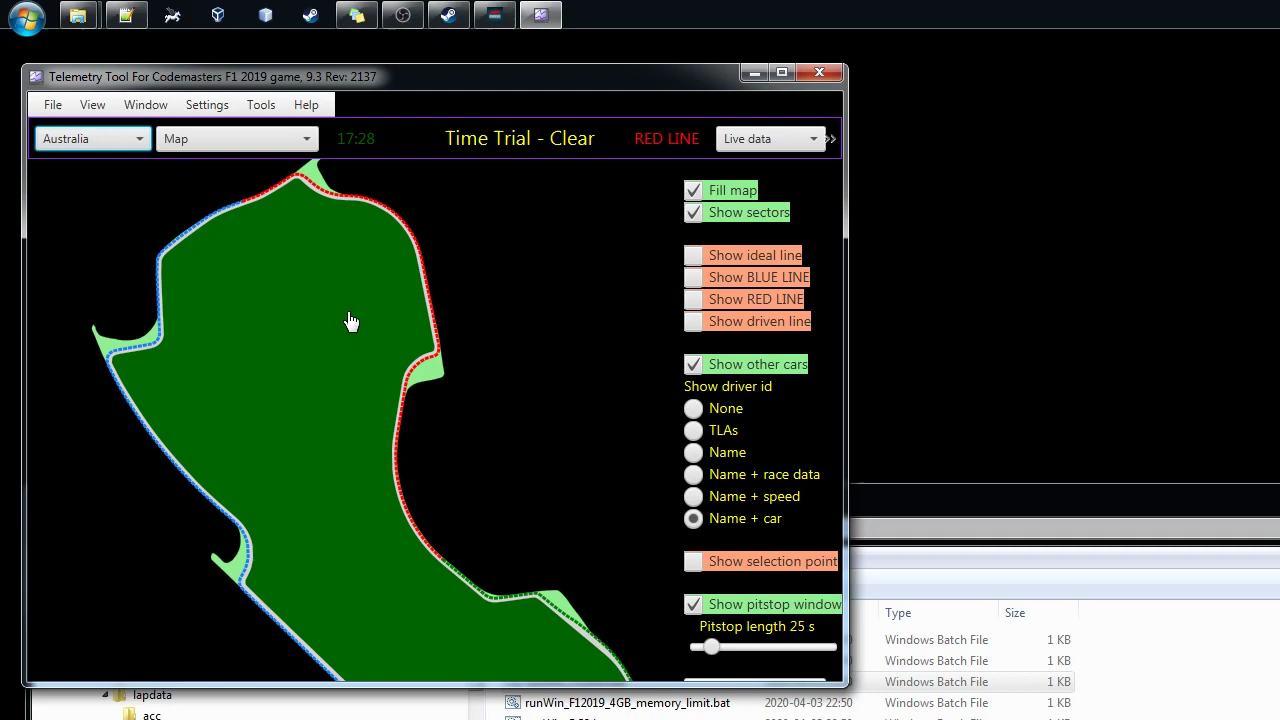 Telemetry Tool For Codemasters F1 2019 game, 9.3 Rev: 2137
File View Window Settings Tools Help
Australia Map 17:28 Time Trial - Clear RED LINE Live data »
Fill map
Show sectors
Show ideal line
Show BLUE LINE
Show RED LINE
Show driven line
Show other cars
Show driver id
None
TLAs
Name
Name + race data
Name + speed
Name + car
Show selection point
Show pitstop window
Pitstop length 25 s
Type Size
Windows Batch File 1 KB
Windows Batch File 1 KB
Windows Batch File 1 KB
lapdata
runWin_F12019_4GB_memory_limit.bat 2020-04-03 22:50 Windows Batch File 1 KB
acc